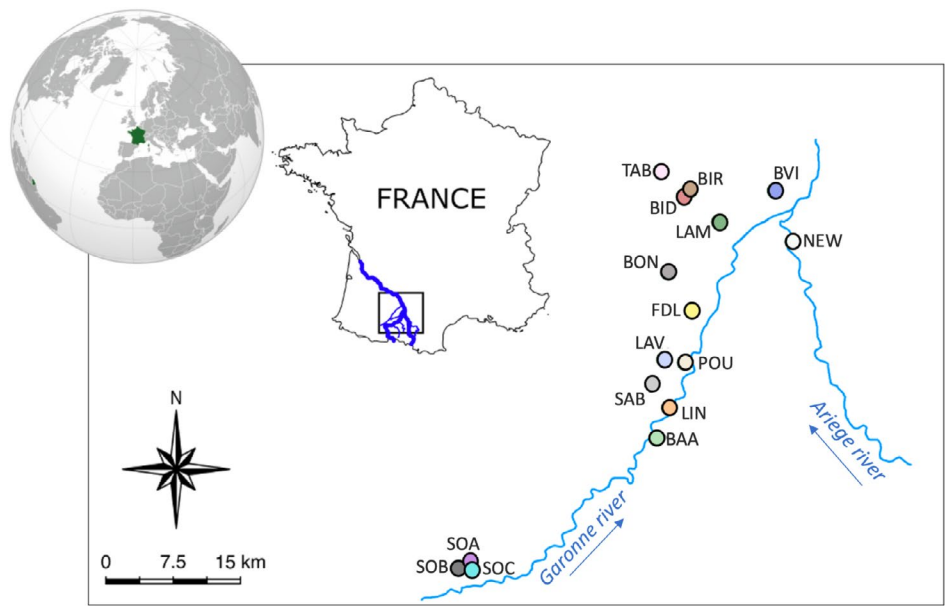 FRANCE
TAB
BIR
BVI
BID
LAM
NEW
BON
FDL
LAV
POU
SAB
LIN
BAA
Ariege river
Garonne river
SOA
SOB
SOC
N
0 7.5 15 km